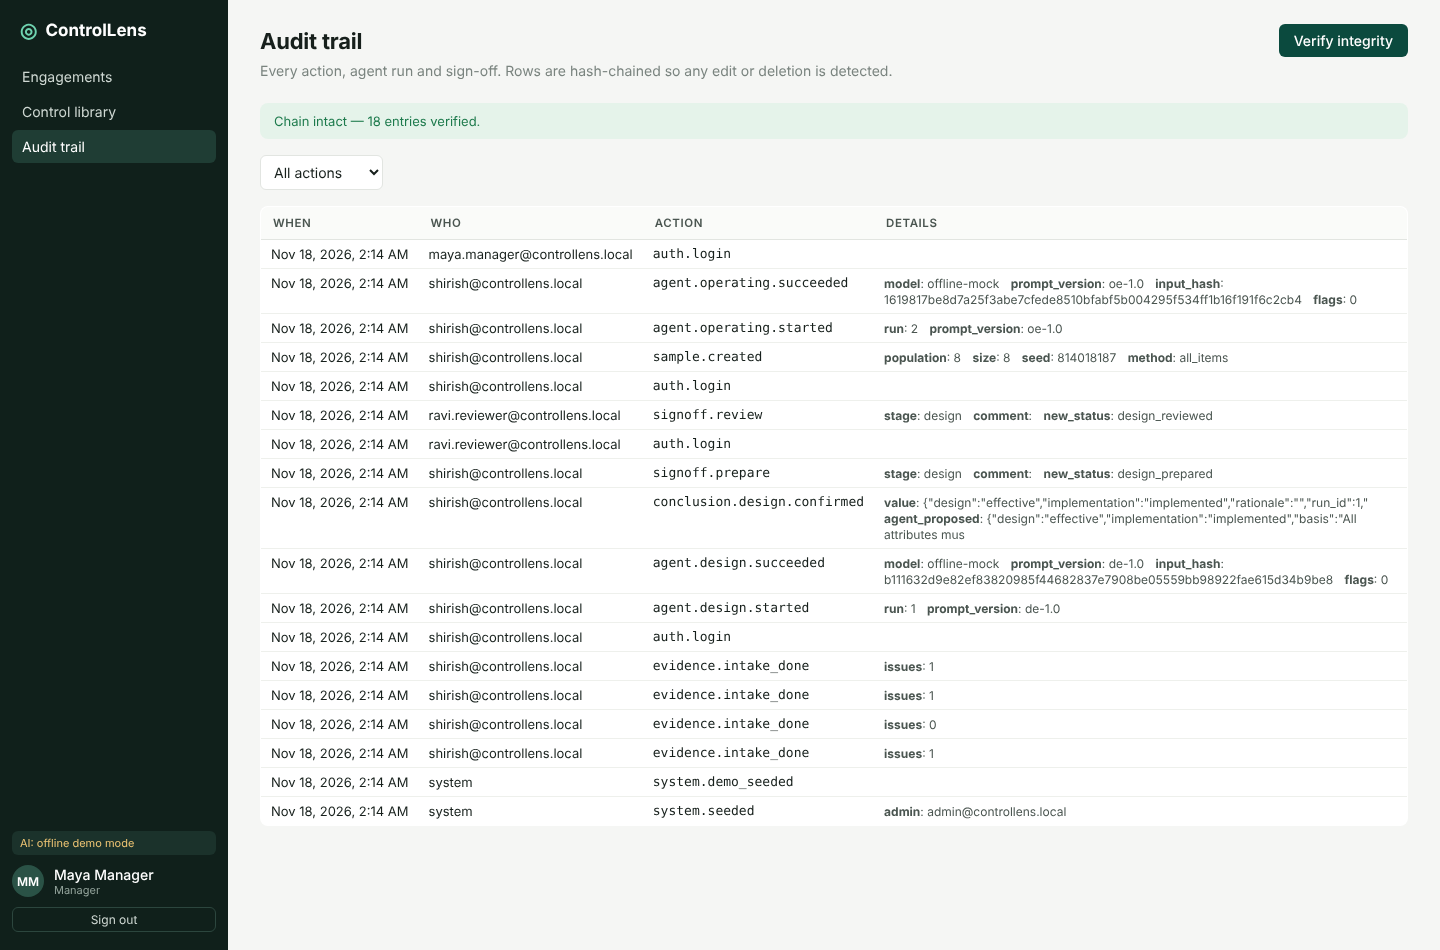 ControlLens
Engagements
Control library
Audit trail
AI: offline demo mode
MM
Maya Manager
Manager
Sign out
Audit trail
Verify integrity
Every action, agent run and sign-off. Rows are hash-chained so any edit or deletion is detected.
Chain intact — 18 entries verified.
All actions
WHEN WHO ACTION DETAILS
Nov 18, 2026, 2:14 AM maya.manager@controllens.local auth.login
Nov 18, 2026, 2:14 AM shirish@controllens.local agent.operating.succeeded model: offline-mock prompt_version: oe-1.0 input_hash:
1619817be8d7a25f3abe7cfede8510bfabf5b004295f534ff1b16f191f6c2cb4 flags: 0
Nov 18, 2026, 2:14 AM shirish@controllens.local agent.operating.started run: 2 prompt_version: oe-1.0
Nov 18, 2026, 2:14 AM shirish@controllens.local sample.created population: 8 size: 8 seed: 814018187 method: all_items
Nov 18, 2026, 2:14 AM shirish@controllens.local auth.login
Nov 18, 2026, 2:14 AM ravi.reviewer@controllens.local signoff.review stage: design comment: new_status: design_reviewed
Nov 18, 2026, 2:14 AM ravi.reviewer@controllens.local auth.login
Nov 18, 2026, 2:14 AM shirish@controllens.local signoff.prepare stage: design comment: new_status: design_prepared
Nov 18, 2026, 2:14 AM shirish@controllens.local conclusion.design.confirmed value: {"design":"effective","implementation":"implemented","rationale":"","run_id":1,"
agent_proposed: {"design":"effective","implementation":"implemented","basis":"All
attributes mus
Nov 18, 2026, 2:14 AM shirish@controllens.local agent.design.succeeded model: offline-mock prompt_version: de-1.0 input_hash:
b111632d9e82ef83820985f44682837e7908be05559bb98922fae615d34b9be8 flags: 0
Nov 18, 2026, 2:14 AM shirish@controllens.local agent.design.started run: 1 prompt_version: de-1.0
Nov 18, 2026, 2:14 AM shirish@controllens.local auth.login
Nov 18, 2026, 2:14 AM shirish@controllens.local evidence.intake_done issues: 1
Nov 18, 2026, 2:14 AM shirish@controllens.local evidence.intake_done issues: 1
Nov 18, 2026, 2:14 AM shirish@controllens.local evidence.intake_done issues: 0
Nov 18, 2026, 2:14 AM shirish@controllens.local evidence.intake_done issues: 1
Nov 18, 2026, 2:14 AM system system.demo_seeded
Nov 18, 2026, 2:14 AM system system.seeded admin: admin@controllens.local